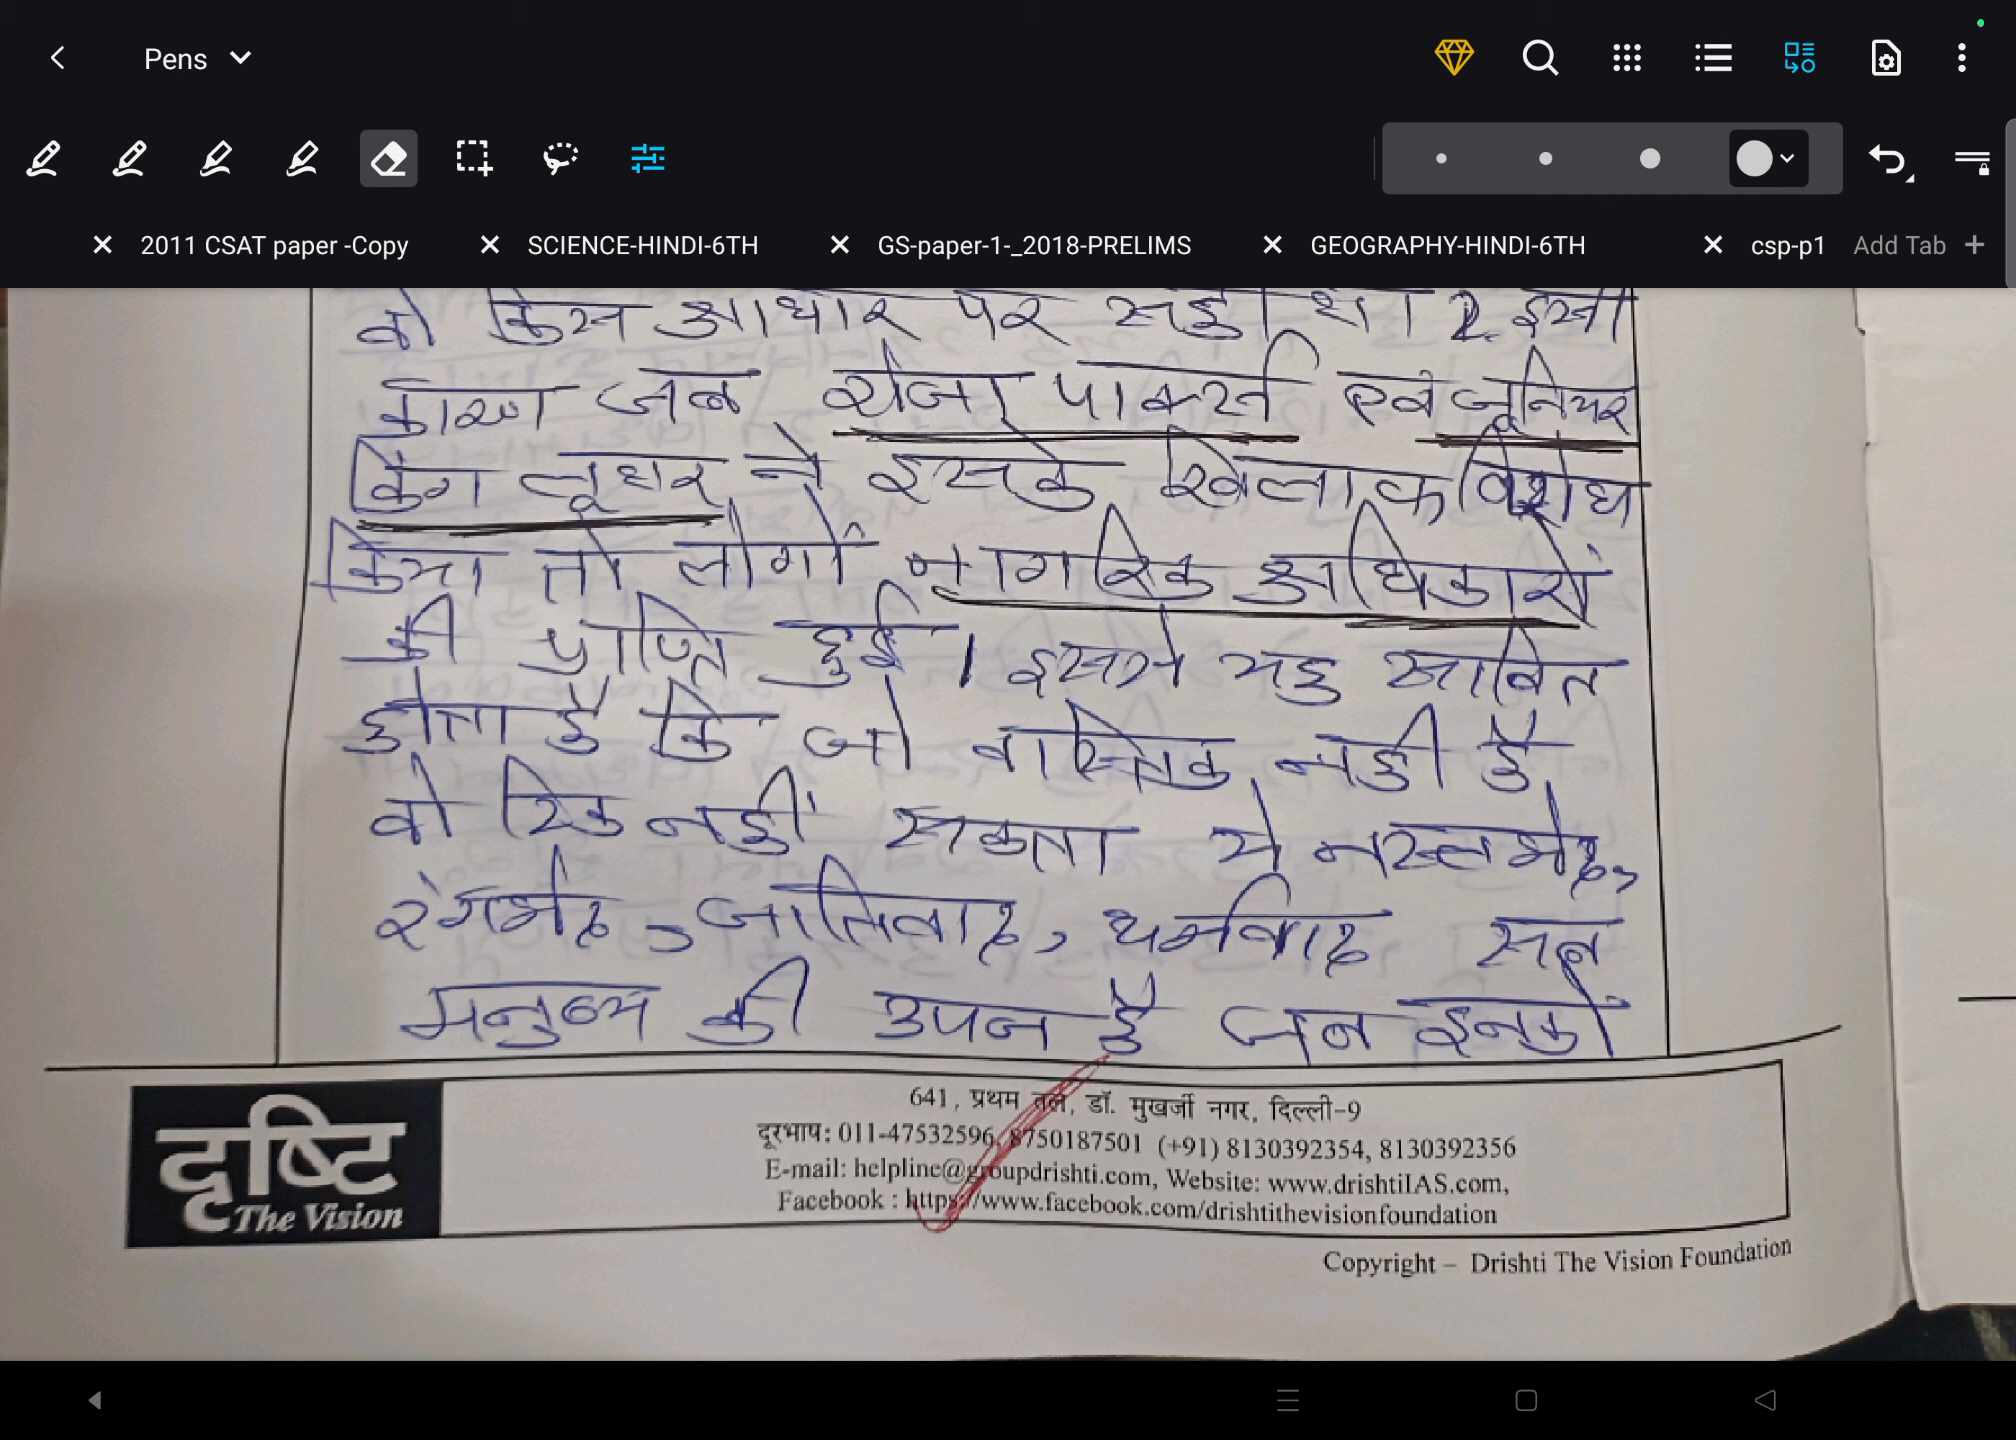 Pens
2011 CSAT paper -Copy
SCIENCE-HINDI-6TH
GS-paper-1-_2018-PRELIMS
GEOGRAPHY-HINDI-6TH
csp-p1
Add Tab +
वो किस आधार पर सही था? इसी
कारण जब रोजा पार्क्स एवं जूनियर
किंग लूथर ने इसके खिलाफ विरोध
किया तो लोगों नागरिक अधिकारों
की प्राप्ति हुई। इससे यह साबित
होता है कि जो वास्तिक नही है
वो टिक नहीं सकता ये नस्लभेद,
रंगभेद, जातिवाद, धर्मवाद सब
मनुष्य की उपज है जब इनको
दृष्टि
The Vision
641, प्रथम तल, डॉ. मुखर्जी नगर, दिल्ली-9
दूरभाष: 011-47532596, 8750187501 (+91) 8130392354, 8130392356
E-mail: helpline@groupdrishti.com, Website: www.drishtiIAS.com,
Facebook : https://www.facebook.com/drishtithevisionfoundation
Copyright – Drishti The Vision Foundation